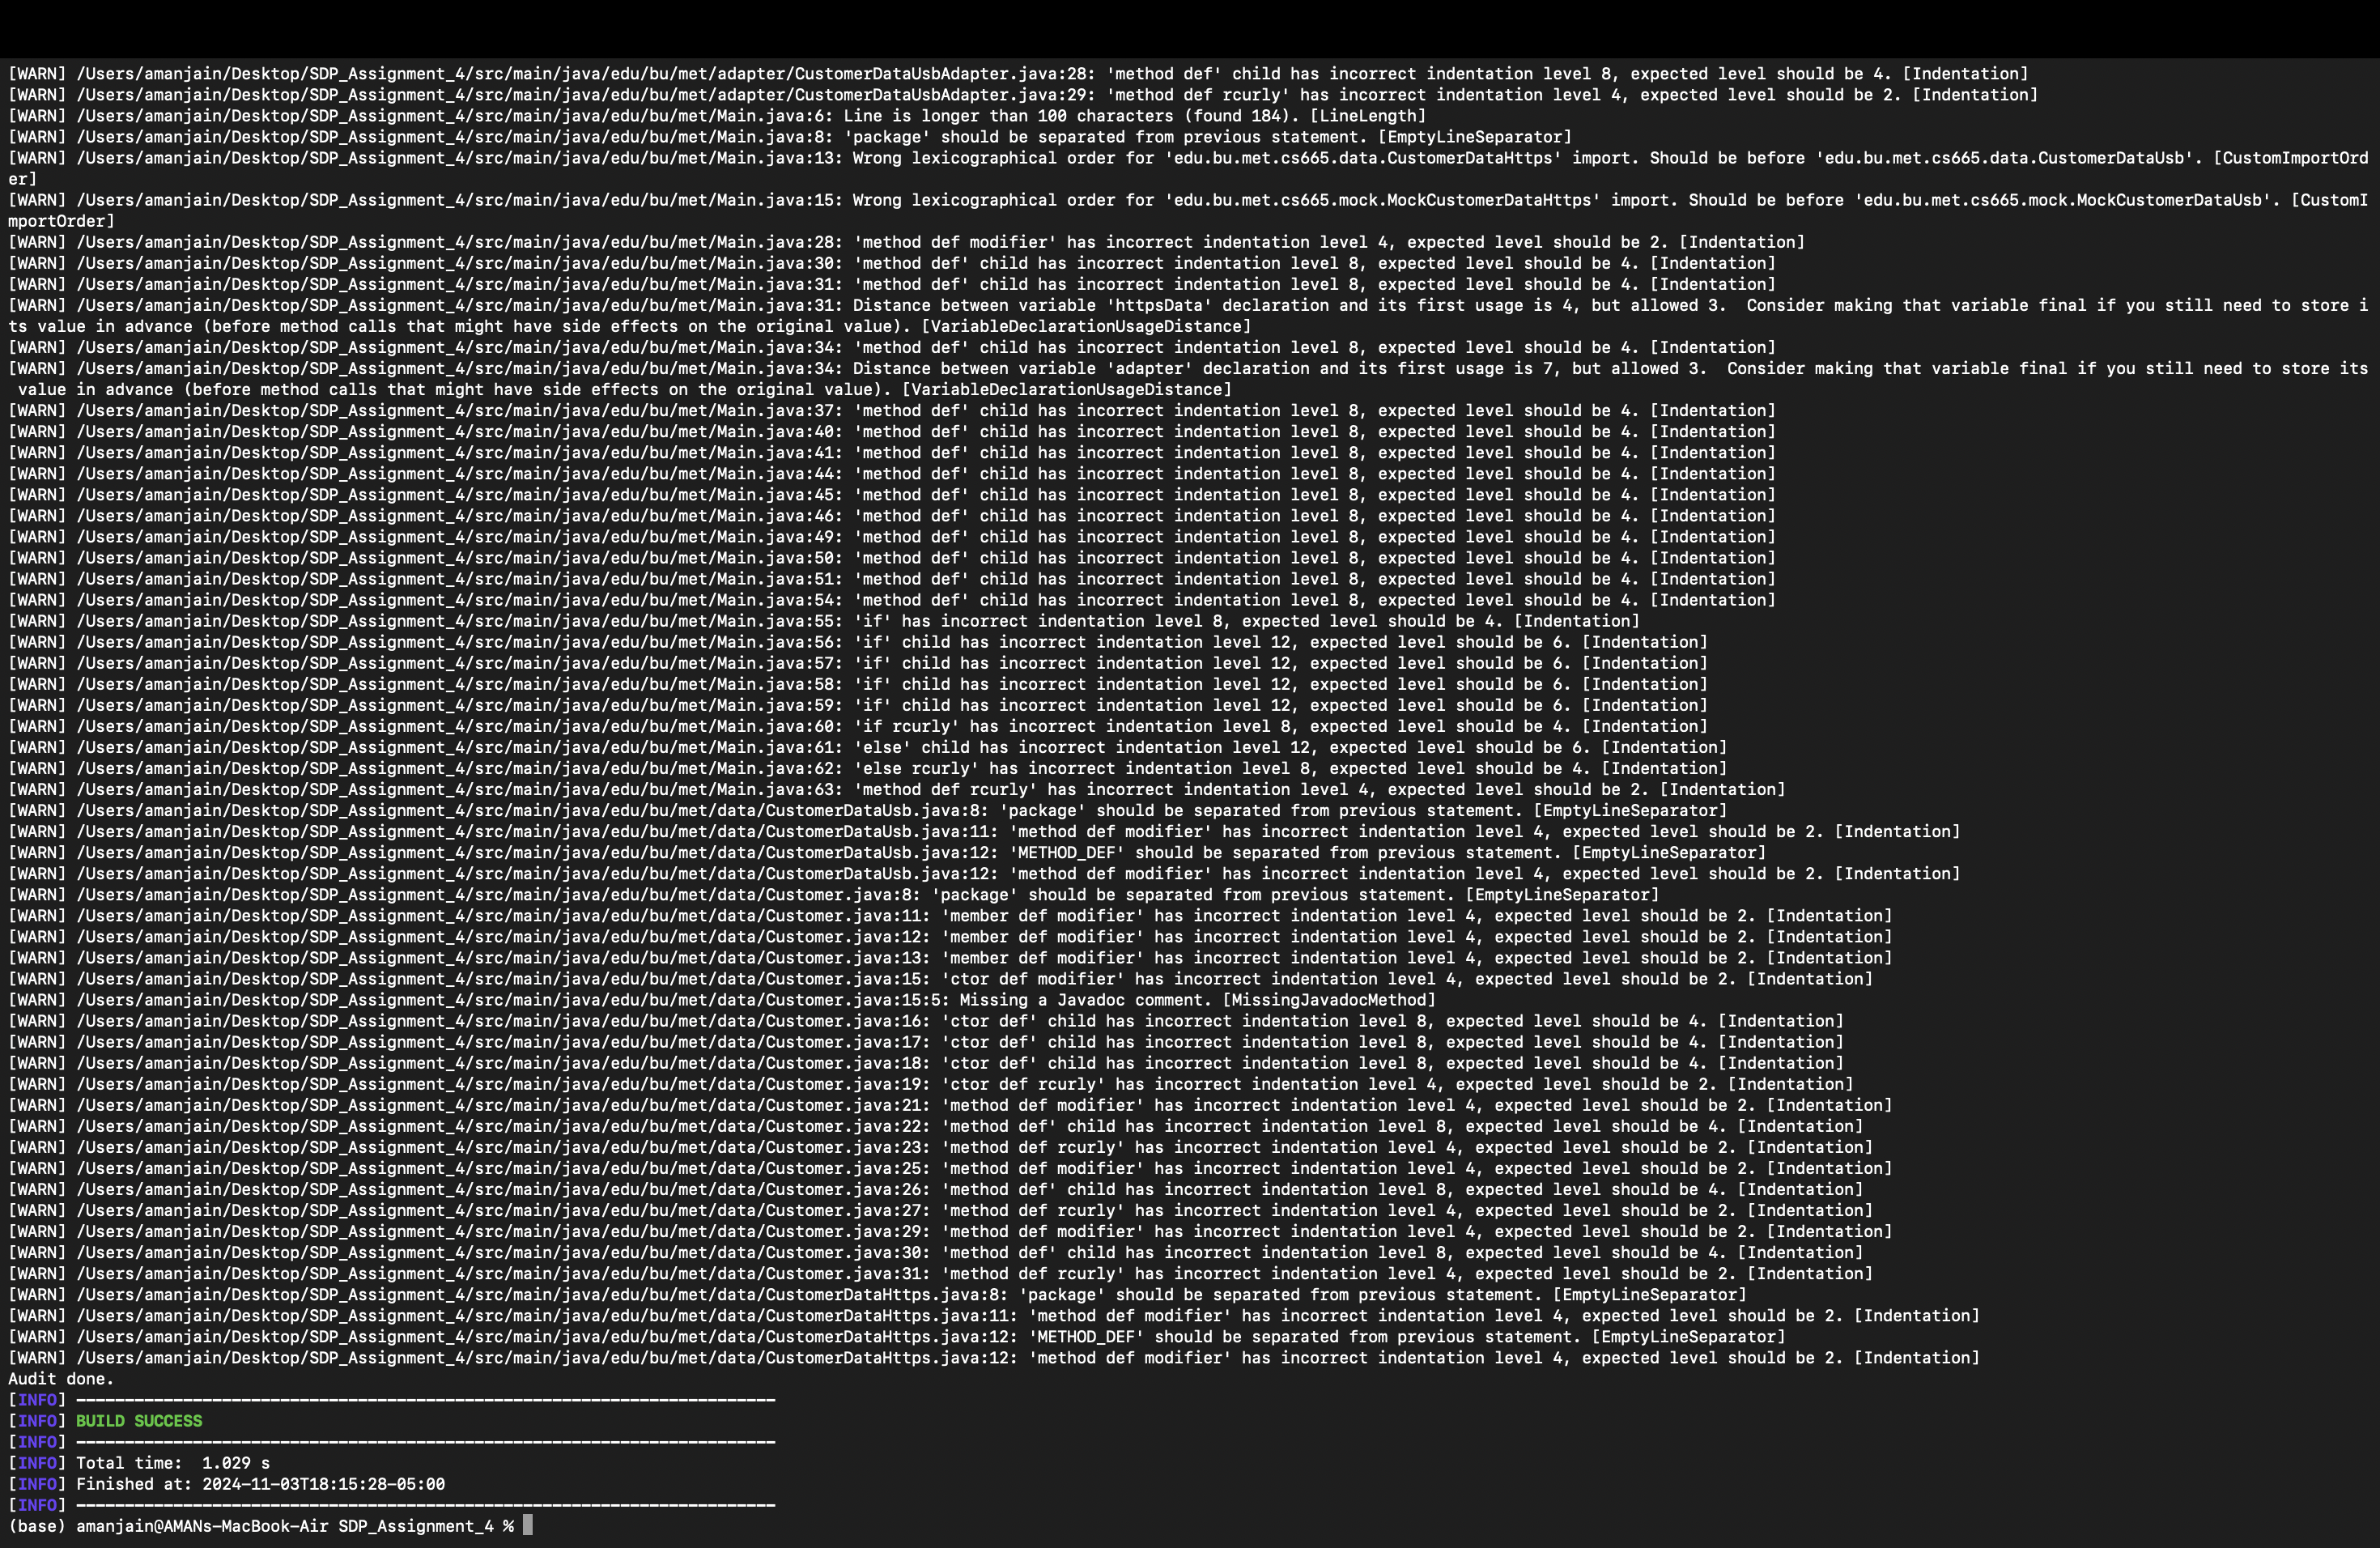 [WARN] /Users/amanjain/Desktop/SDP_Assignment_4/src/main/java/edu/bu/met/adapter/CustomerDataUsbAdapter.java:28: 'method def' child has incorrect indentation level 8, expected level should be 4. [Indentation]
[WARN] /Users/amanjain/Desktop/SDP_Assignment_4/src/main/java/edu/bu/met/adapter/CustomerDataUsbAdapter.java:29: 'method def rcurly' has incorrect indentation level 4, expected level should be 2. [Indentation]
[WARN] /Users/amanjain/Desktop/SDP_Assignment_4/src/main/java/edu/bu/met/Main.java:6: Line is longer than 100 characters (found 184). [LineLength]
[WARN] /Users/amanjain/Desktop/SDP_Assignment_4/src/main/java/edu/bu/met/Main.java:8: 'package' should be separated from previous statement. [EmptyLineSeparator]
[WARN] /Users/amanjain/Desktop/SDP_Assignment_4/src/main/java/edu/bu/met/Main.java:13: Wrong lexicographical order for 'edu.bu.met.cs665.data.CustomerDataHttps' import. Should be before 'edu.bu.met.cs665.data.CustomerDataUsb'. [CustomImportOrd
er]
[WARN] /Users/amanjain/Desktop/SDP_Assignment_4/src/main/java/edu/bu/met/Main.java:15: Wrong lexicographical order for 'edu.bu.met.cs665.mock.MockCustomerDataHttps' import. Should be before 'edu.bu.met.cs665.mock.MockCustomerDataUsb'. [CustomI
mportOrder]
[WARN] /Users/amanjain/Desktop/SDP_Assignment_4/src/main/java/edu/bu/met/Main.java:28: 'method def modifier' has incorrect indentation level 4, expected level should be 2. [Indentation]
[WARN] /Users/amanjain/Desktop/SDP_Assignment_4/src/main/java/edu/bu/met/Main.java:30: 'method def' child has incorrect indentation level 8, expected level should be 4. [Indentation]
[WARN] /Users/amanjain/Desktop/SDP_Assignment_4/src/main/java/edu/bu/met/Main.java:31: 'method def' child has incorrect indentation level 8, expected level should be 4. [Indentation]
[WARN] /Users/amanjain/Desktop/SDP_Assignment_4/src/main/java/edu/bu/met/Main.java:31: Distance between variable 'httpsData' declaration and its first usage is 4, but allowed 3.  Consider making that variable final if you still need to store i
ts value in advance (before method calls that might have side effects on the original value). [VariableDeclarationUsageDistance]
[WARN] /Users/amanjain/Desktop/SDP_Assignment_4/src/main/java/edu/bu/met/Main.java:34: 'method def' child has incorrect indentation level 8, expected level should be 4. [Indentation]
[WARN] /Users/amanjain/Desktop/SDP_Assignment_4/src/main/java/edu/bu/met/Main.java:34: Distance between variable 'adapter' declaration and its first usage is 7, but allowed 3.  Consider making that variable final if you still need to store its
 value in advance (before method calls that might have side effects on the original value). [VariableDeclarationUsageDistance]
[WARN] /Users/amanjain/Desktop/SDP_Assignment_4/src/main/java/edu/bu/met/Main.java:37: 'method def' child has incorrect indentation level 8, expected level should be 4. [Indentation]
[WARN] /Users/amanjain/Desktop/SDP_Assignment_4/src/main/java/edu/bu/met/Main.java:40: 'method def' child has incorrect indentation level 8, expected level should be 4. [Indentation]
[WARN] /Users/amanjain/Desktop/SDP_Assignment_4/src/main/java/edu/bu/met/Main.java:41: 'method def' child has incorrect indentation level 8, expected level should be 4. [Indentation]
[WARN] /Users/amanjain/Desktop/SDP_Assignment_4/src/main/java/edu/bu/met/Main.java:44: 'method def' child has incorrect indentation level 8, expected level should be 4. [Indentation]
[WARN] /Users/amanjain/Desktop/SDP_Assignment_4/src/main/java/edu/bu/met/Main.java:45: 'method def' child has incorrect indentation level 8, expected level should be 4. [Indentation]
[WARN] /Users/amanjain/Desktop/SDP_Assignment_4/src/main/java/edu/bu/met/Main.java:46: 'method def' child has incorrect indentation level 8, expected level should be 4. [Indentation]
[WARN] /Users/amanjain/Desktop/SDP_Assignment_4/src/main/java/edu/bu/met/Main.java:49: 'method def' child has incorrect indentation level 8, expected level should be 4. [Indentation]
[WARN] /Users/amanjain/Desktop/SDP_Assignment_4/src/main/java/edu/bu/met/Main.java:50: 'method def' child has incorrect indentation level 8, expected level should be 4. [Indentation]
[WARN] /Users/amanjain/Desktop/SDP_Assignment_4/src/main/java/edu/bu/met/Main.java:51: 'method def' child has incorrect indentation level 8, expected level should be 4. [Indentation]
[WARN] /Users/amanjain/Desktop/SDP_Assignment_4/src/main/java/edu/bu/met/Main.java:54: 'method def' child has incorrect indentation level 8, expected level should be 4. [Indentation]
[WARN] /Users/amanjain/Desktop/SDP_Assignment_4/src/main/java/edu/bu/met/Main.java:55: 'if' has incorrect indentation level 8, expected level should be 4. [Indentation]
[WARN] /Users/amanjain/Desktop/SDP_Assignment_4/src/main/java/edu/bu/met/Main.java:56: 'if' child has incorrect indentation level 12, expected level should be 6. [Indentation]
[WARN] /Users/amanjain/Desktop/SDP_Assignment_4/src/main/java/edu/bu/met/Main.java:57: 'if' child has incorrect indentation level 12, expected level should be 6. [Indentation]
[WARN] /Users/amanjain/Desktop/SDP_Assignment_4/src/main/java/edu/bu/met/Main.java:58: 'if' child has incorrect indentation level 12, expected level should be 6. [Indentation]
[WARN] /Users/amanjain/Desktop/SDP_Assignment_4/src/main/java/edu/bu/met/Main.java:59: 'if' child has incorrect indentation level 12, expected level should be 6. [Indentation]
[WARN] /Users/amanjain/Desktop/SDP_Assignment_4/src/main/java/edu/bu/met/Main.java:60: 'if rcurly' has incorrect indentation level 8, expected level should be 4. [Indentation]
[WARN] /Users/amanjain/Desktop/SDP_Assignment_4/src/main/java/edu/bu/met/Main.java:61: 'else' child has incorrect indentation level 12, expected level should be 6. [Indentation]
[WARN] /Users/amanjain/Desktop/SDP_Assignment_4/src/main/java/edu/bu/met/Main.java:62: 'else rcurly' has incorrect indentation level 8, expected level should be 4. [Indentation]
[WARN] /Users/amanjain/Desktop/SDP_Assignment_4/src/main/java/edu/bu/met/Main.java:63: 'method def rcurly' has incorrect indentation level 4, expected level should be 2. [Indentation]
[WARN] /Users/amanjain/Desktop/SDP_Assignment_4/src/main/java/edu/bu/met/data/CustomerDataUsb.java:8: 'package' should be separated from previous statement. [EmptyLineSeparator]
[WARN] /Users/amanjain/Desktop/SDP_Assignment_4/src/main/java/edu/bu/met/data/CustomerDataUsb.java:11: 'method def modifier' has incorrect indentation level 4, expected level should be 2. [Indentation]
[WARN] /Users/amanjain/Desktop/SDP_Assignment_4/src/main/java/edu/bu/met/data/CustomerDataUsb.java:12: 'METHOD_DEF' should be separated from previous statement. [EmptyLineSeparator]
[WARN] /Users/amanjain/Desktop/SDP_Assignment_4/src/main/java/edu/bu/met/data/CustomerDataUsb.java:12: 'method def modifier' has incorrect indentation level 4, expected level should be 2. [Indentation]
[WARN] /Users/amanjain/Desktop/SDP_Assignment_4/src/main/java/edu/bu/met/data/Customer.java:8: 'package' should be separated from previous statement. [EmptyLineSeparator]
[WARN] /Users/amanjain/Desktop/SDP_Assignment_4/src/main/java/edu/bu/met/data/Customer.java:11: 'member def modifier' has incorrect indentation level 4, expected level should be 2. [Indentation]
[WARN] /Users/amanjain/Desktop/SDP_Assignment_4/src/main/java/edu/bu/met/data/Customer.java:12: 'member def modifier' has incorrect indentation level 4, expected level should be 2. [Indentation]
[WARN] /Users/amanjain/Desktop/SDP_Assignment_4/src/main/java/edu/bu/met/data/Customer.java:13: 'member def modifier' has incorrect indentation level 4, expected level should be 2. [Indentation]
[WARN] /Users/amanjain/Desktop/SDP_Assignment_4/src/main/java/edu/bu/met/data/Customer.java:15: 'ctor def modifier' has incorrect indentation level 4, expected level should be 2. [Indentation]
[WARN] /Users/amanjain/Desktop/SDP_Assignment_4/src/main/java/edu/bu/met/data/Customer.java:15:5: Missing a Javadoc comment. [MissingJavadocMethod]
[WARN] /Users/amanjain/Desktop/SDP_Assignment_4/src/main/java/edu/bu/met/data/Customer.java:16: 'ctor def' child has incorrect indentation level 8, expected level should be 4. [Indentation]
[WARN] /Users/amanjain/Desktop/SDP_Assignment_4/src/main/java/edu/bu/met/data/Customer.java:17: 'ctor def' child has incorrect indentation level 8, expected level should be 4. [Indentation]
[WARN] /Users/amanjain/Desktop/SDP_Assignment_4/src/main/java/edu/bu/met/data/Customer.java:18: 'ctor def' child has incorrect indentation level 8, expected level should be 4. [Indentation]
[WARN] /Users/amanjain/Desktop/SDP_Assignment_4/src/main/java/edu/bu/met/data/Customer.java:19: 'ctor def rcurly' has incorrect indentation level 4, expected level should be 2. [Indentation]
[WARN] /Users/amanjain/Desktop/SDP_Assignment_4/src/main/java/edu/bu/met/data/Customer.java:21: 'method def modifier' has incorrect indentation level 4, expected level should be 2. [Indentation]
[WARN] /Users/amanjain/Desktop/SDP_Assignment_4/src/main/java/edu/bu/met/data/Customer.java:22: 'method def' child has incorrect indentation level 8, expected level should be 4. [Indentation]
[WARN] /Users/amanjain/Desktop/SDP_Assignment_4/src/main/java/edu/bu/met/data/Customer.java:23: 'method def rcurly' has incorrect indentation level 4, expected level should be 2. [Indentation]
[WARN] /Users/amanjain/Desktop/SDP_Assignment_4/src/main/java/edu/bu/met/data/Customer.java:25: 'method def modifier' has incorrect indentation level 4, expected level should be 2. [Indentation]
[WARN] /Users/amanjain/Desktop/SDP_Assignment_4/src/main/java/edu/bu/met/data/Customer.java:26: 'method def' child has incorrect indentation level 8, expected level should be 4. [Indentation]
[WARN] /Users/amanjain/Desktop/SDP_Assignment_4/src/main/java/edu/bu/met/data/Customer.java:27: 'method def rcurly' has incorrect indentation level 4, expected level should be 2. [Indentation]
[WARN] /Users/amanjain/Desktop/SDP_Assignment_4/src/main/java/edu/bu/met/data/Customer.java:29: 'method def modifier' has incorrect indentation level 4, expected level should be 2. [Indentation]
[WARN] /Users/amanjain/Desktop/SDP_Assignment_4/src/main/java/edu/bu/met/data/Customer.java:30: 'method def' child has incorrect indentation level 8, expected level should be 4. [Indentation]
[WARN] /Users/amanjain/Desktop/SDP_Assignment_4/src/main/java/edu/bu/met/data/Customer.java:31: 'method def rcurly' has incorrect indentation level 4, expected level should be 2. [Indentation]
[WARN] /Users/amanjain/Desktop/SDP_Assignment_4/src/main/java/edu/bu/met/data/CustomerDataHttps.java:8: 'package' should be separated from previous statement. [EmptyLineSeparator]
[WARN] /Users/amanjain/Desktop/SDP_Assignment_4/src/main/java/edu/bu/met/data/CustomerDataHttps.java:11: 'method def modifier' has incorrect indentation level 4, expected level should be 2. [Indentation]
[WARN] /Users/amanjain/Desktop/SDP_Assignment_4/src/main/java/edu/bu/met/data/CustomerDataHttps.java:12: 'METHOD_DEF' should be separated from previous statement. [EmptyLineSeparator]
[WARN] /Users/amanjain/Desktop/SDP_Assignment_4/src/main/java/edu/bu/met/data/CustomerDataHttps.java:12: 'method def modifier' has incorrect indentation level 4, expected level should be 2. [Indentation]
Audit done.
[INFO] ------------------------------------------------------------------------
[INFO] BUILD SUCCESS
[INFO] ------------------------------------------------------------------------
[INFO] Total time:  1.029 s
[INFO] Finished at: 2024-11-03T18:15:28-05:00
[INFO] ------------------------------------------------------------------------
(base) amanjain@AMANs-MacBook-Air SDP_Assignment_4 %